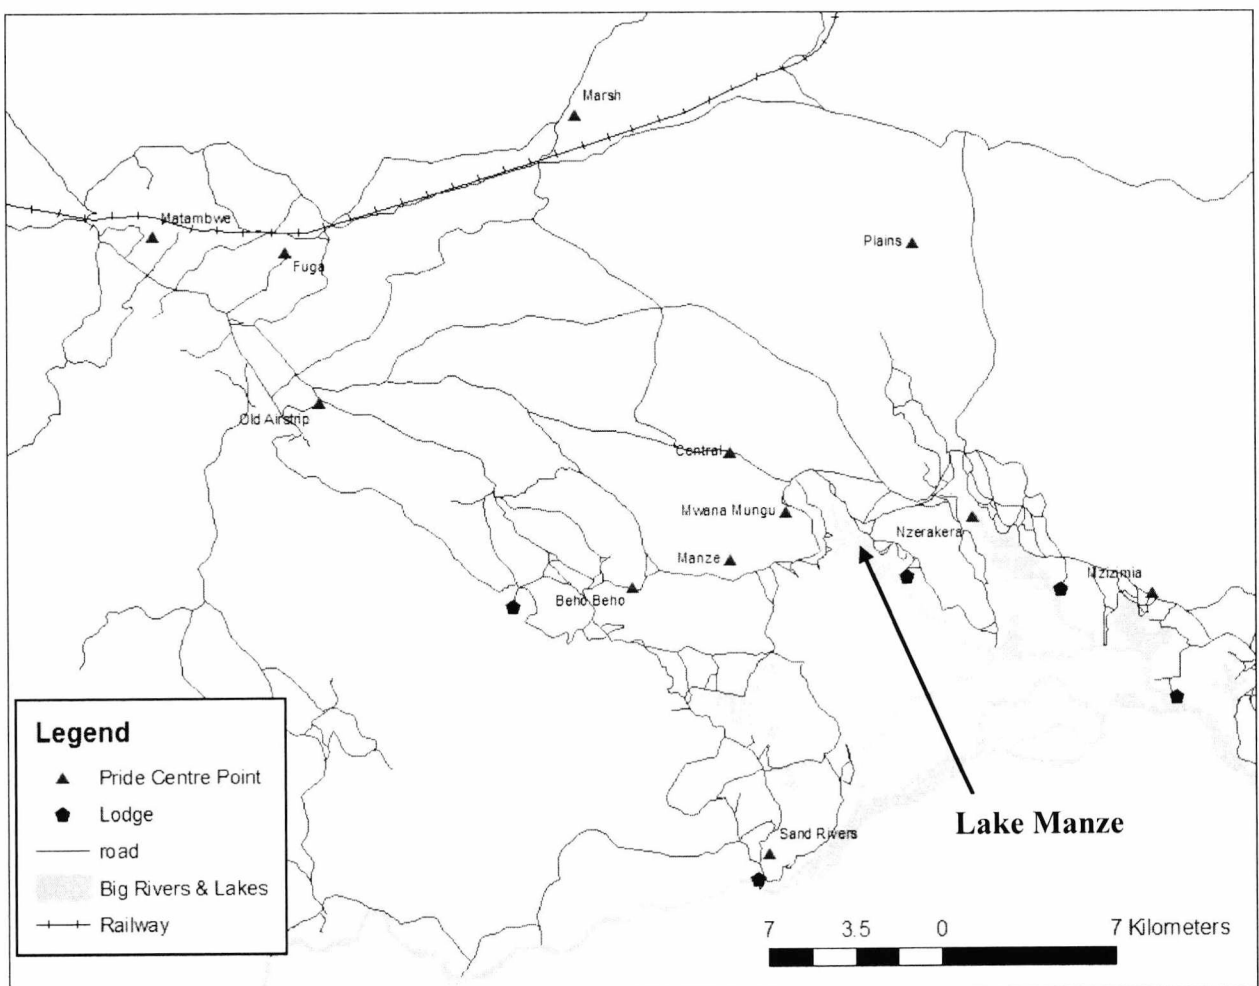 Marsh
Matambwe
Plains
Fuga
Old Airstrip
Central
Mwana Mungu
Nzerakera
Manze
Mzizimia
Beho Beho
Legend
Pride Centre Point
Lodge
road
Big Rivers & Lakes
Railway
Lake Manze
Sand Rivers
7 3.5 0 7 Kilometers